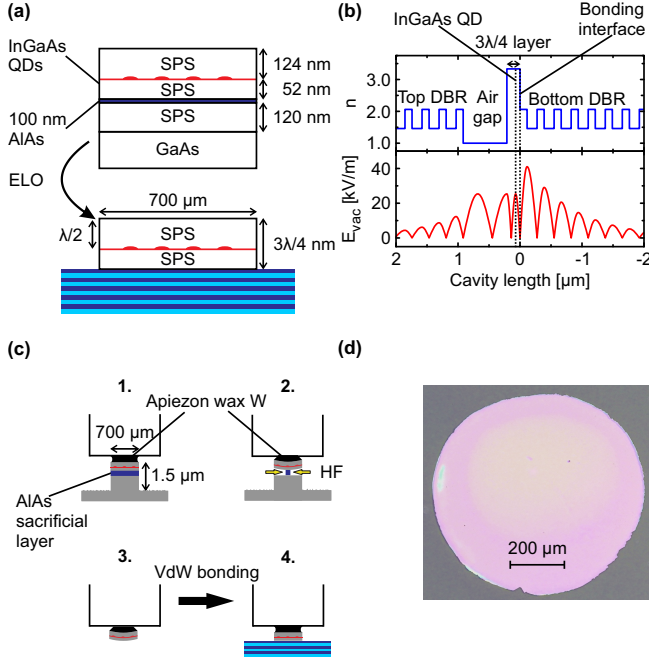 (a)
InGaAs
QDs
SPS
124 nm
SPS
52 nm
100 nm
AlAs
SPS
120 nm
GaAs
ELO
700 µm
λ/2
SPS
SPS
3λ/4 nm
(b)
InGaAs QD
Bonding
interface
3λ/4 layer
n
3.0
2.0
1.0
Top DBR
Air
gap
Bottom DBR
E_vac [kV/m]
40
20
0
2 1 0 -1 -2
Cavity length [µm]
(c)
1.
2.
Apiezon wax W
700 µm
1.5 µm
HF
AlAs
sacrificial
layer
3.
4.
VdW bonding
(d)
200 µm